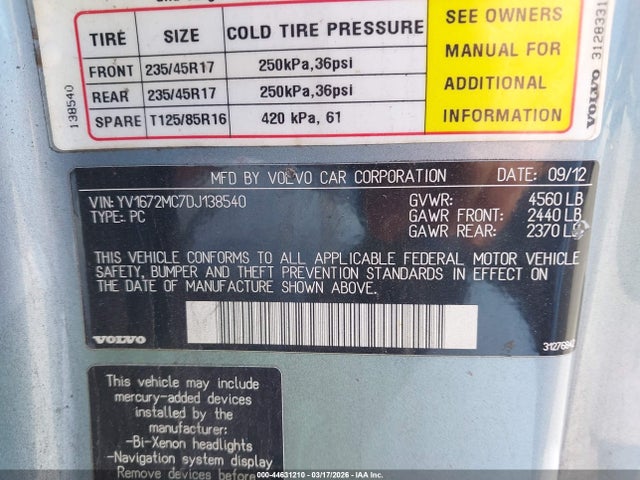 TIRE SIZE COLD TIRE PRESSURE
FRONT 235/45R17 250kPa,36psi
REAR 235/45R17 250kPa,36psi
SPARE T125/85R16 420 kPa, 61
SEE OWNERS
MANUAL FOR
ADDITIONAL
INFORMATION
138540
VOLVO 3128331
MFD BY VOLVO CAR CORPORATION DATE: 09/12
VIN: YV1672MC7DJ138540 GVWR: 4560 LB
TYPE: PC GAWR FRONT: 2440 LB
GAWR REAR: 2370 LB
THIS VEHICLE CONFORMS TO ALL APPLICABLE FEDERAL MOTOR VEHICLE
SAFETY, BUMPER AND THEFT PREVENTION STANDARDS IN EFFECT ON
THE DATE OF MANUFACTURE SHOWN ABOVE.
VOLVO
This vehicle may include
mercury-added devices
installed by the
manufacturer:
-Bi-Xenon headlights
-Navigation system display
Remove devices before
000-44631210 - 03/17/2026 - IAA Inc.